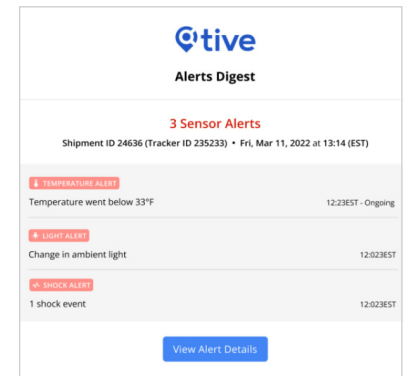 tive
Alerts Digest
3 Sensor Alerts
Shipment ID 24636 (Tracker ID 235233) • Fri, Mar 11, 2022 at 13:14 (EST)
TEMPERATURE ALERT
Temperature went below 33°F 12:23EST - Ongoing
LIGHT ALERT
Change in ambient light 12:023EST
SHOCK ALERT
1 shock event 12:023EST
View Alert Details